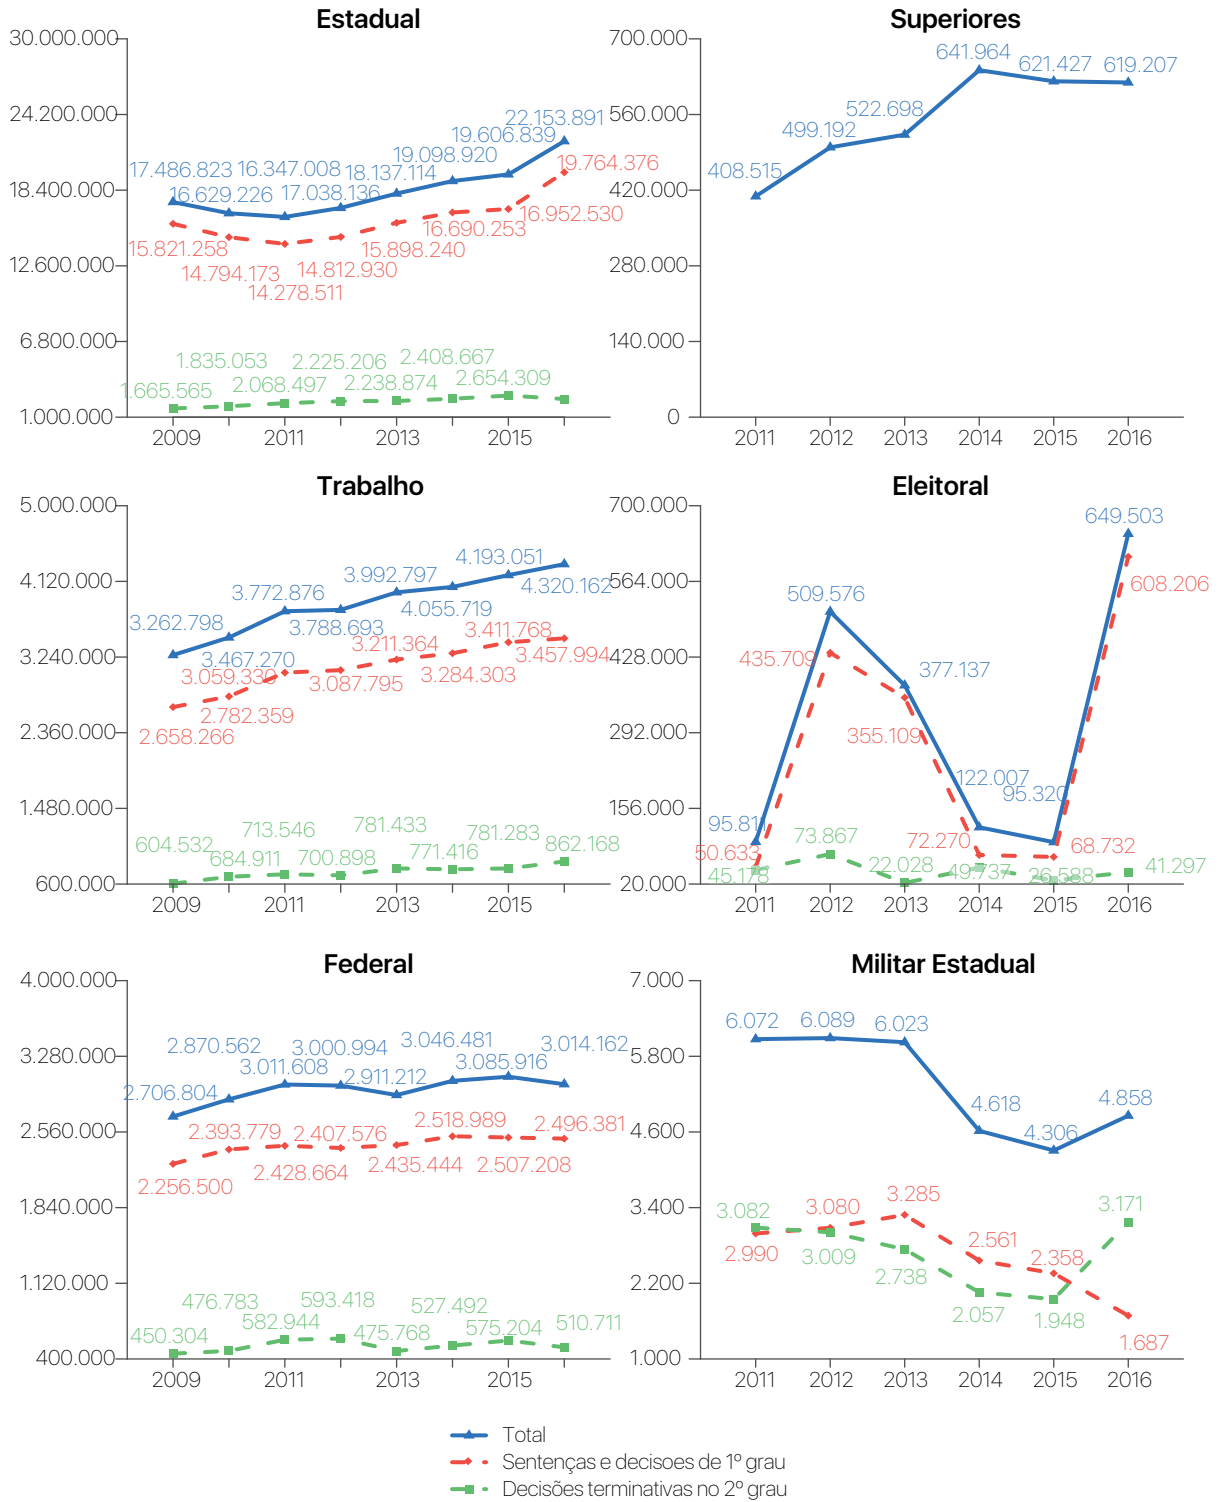 Estadual
30.000.000
24.200.000
18.400.000
12.600.000
6.800.000
1.000.000
22.153.891
19.606.839
19.098.920
17.486.823 16.347.008 18.137.114
16.629.226 17.038.136
19.764.376
16.952.530
16.690.253
15.898.240
15.821.258
14.794.173 14.812.930
14.278.511
1.835.053 2.225.206 2.408.667
1.665.565 2.068.497 2.238.874 2.654.309
2009 2011 2013 2015
Superiores
700.000
560.000
420.000
280.000
140.000
0
641.964 621.427 619.207
522.698
499.192
408.515
2011 2012 2013 2014 2015 2016
Trabalho
5.000.000
4.120.000
3.240.000
2.360.000
1.480.000
600.000
4.193.051
3.772.876 3.992.797 4.320.162
3.262.798 3.788.693 4.055.719
3.467.270
3.211.364 3.411.768
3.059.330 3.087.795 3.284.303 3.457.994
2.782.359
2.658.266
604.532 713.546 781.433 781.283 862.168
684.911 700.898 771.416
2009 2011 2013 2015
Eleitoral
700.000
564.000
428.000
292.000
156.000
20.000
649.503
608.206
509.576
435.709
377.137
355.109
122.007
95.320
95.811
50.633 72.270 68.732
45.178 73.867 22.028 49.737 26.588 41.297
2011 2012 2013 2014 2015 2016
Federal
4.000.000
3.280.000
2.560.000
1.840.000
1.120.000
400.000
2.870.562 3.000.994 3.046.481 3.014.162
2.706.804 3.011.608 2.911.212 3.085.916
2.393.779 2.407.576 2.518.989 2.496.381
2.256.500 2.428.664 2.435.444 2.507.208
476.783 593.418 527.492 510.711
450.304 582.944 475.768 575.204
2009 2011 2013 2015
Militar Estadual
7.000
5.800
4.600
3.400
2.200
1.000
6.072 6.089 6.023
4.618 4.306 4.858
3.082 3.080 3.285 3.171
2.990 3.009 2.738 2.561 2.358
2.057 1.948
1.687
2011 2012 2013 2014 2015 2016
Total
Sentenças e decisoes de 1º grau
Decisões terminativas no 2º grau